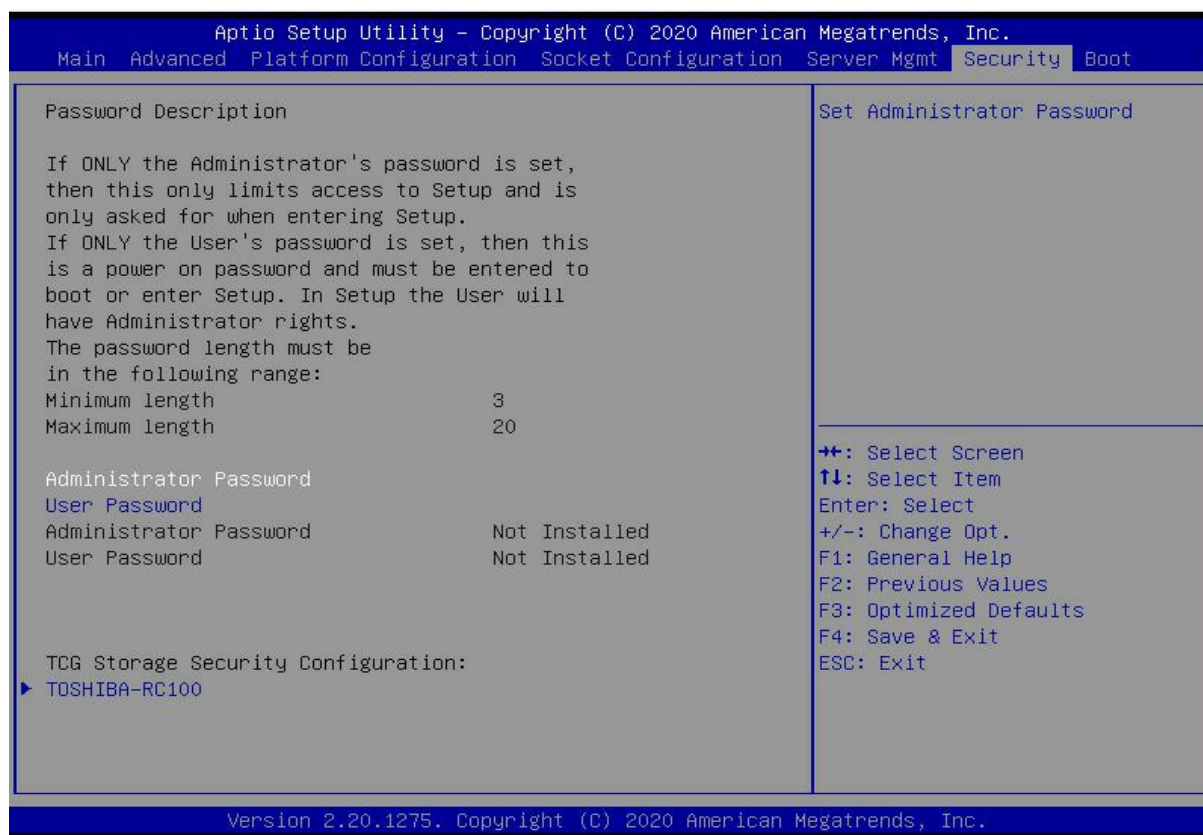 Aptio Setup Utility – Copyright (C) 2020 American Megatrends, Inc.
Main Advanced Platform Configuration Socket Configuration Server Mgmt Security Boot
Password Description
If ONLY the Administrator's password is set,
then this only limits access to Setup and is
only asked for when entering Setup.
If ONLY the User's password is set, then this
is a power on password and must be entered to
boot or enter Setup. In Setup the User will
have Administrator rights.
The password length must be
in the following range:
Minimum length 3
Maximum length 20
Administrator Password
User Password
Administrator Password Not Installed
User Password Not Installed
TCG Storage Security Configuration:
TOSHIBA-RC100
Set Administrator Password
→←: Select Screen
↑↓: Select Item
Enter: Select
+/-: Change Opt.
F1: General Help
F2: Previous Values
F3: Optimized Defaults
F4: Save & Exit
ESC: Exit
Version 2.20.1275. Copyright (C) 2020 American Megatrends, Inc.